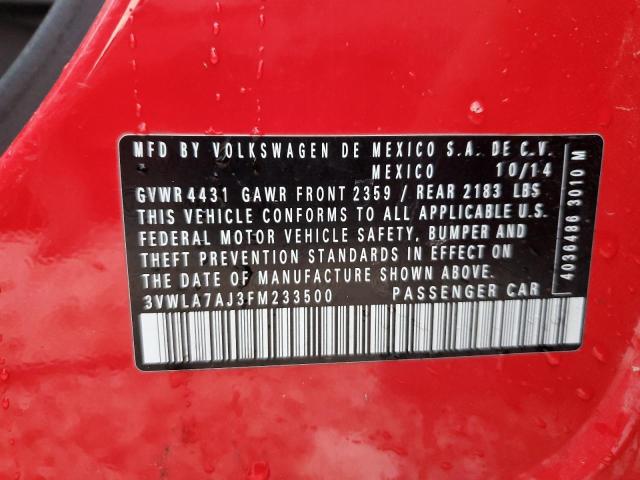 MFD BY VOLKSWAGEN DE MEXICO S.A. DE C.V.
MEXICO 10/14
GVWR 4431 GAWR FRONT 2359 / REAR 2183 LBS
THIS VEHICLE CONFORMS TO ALL APPLICABLE U.S.
FEDERAL MOTOR VEHICLE SAFETY, BUMPER AND
THEFT PREVENTION STANDARDS IN EFFECT ON
THE DATE OF MANUFACTURE SHOWN ABOVE.
3VWLA7AJ3FM233500 PASSENGER CAR
4036486 3010 M